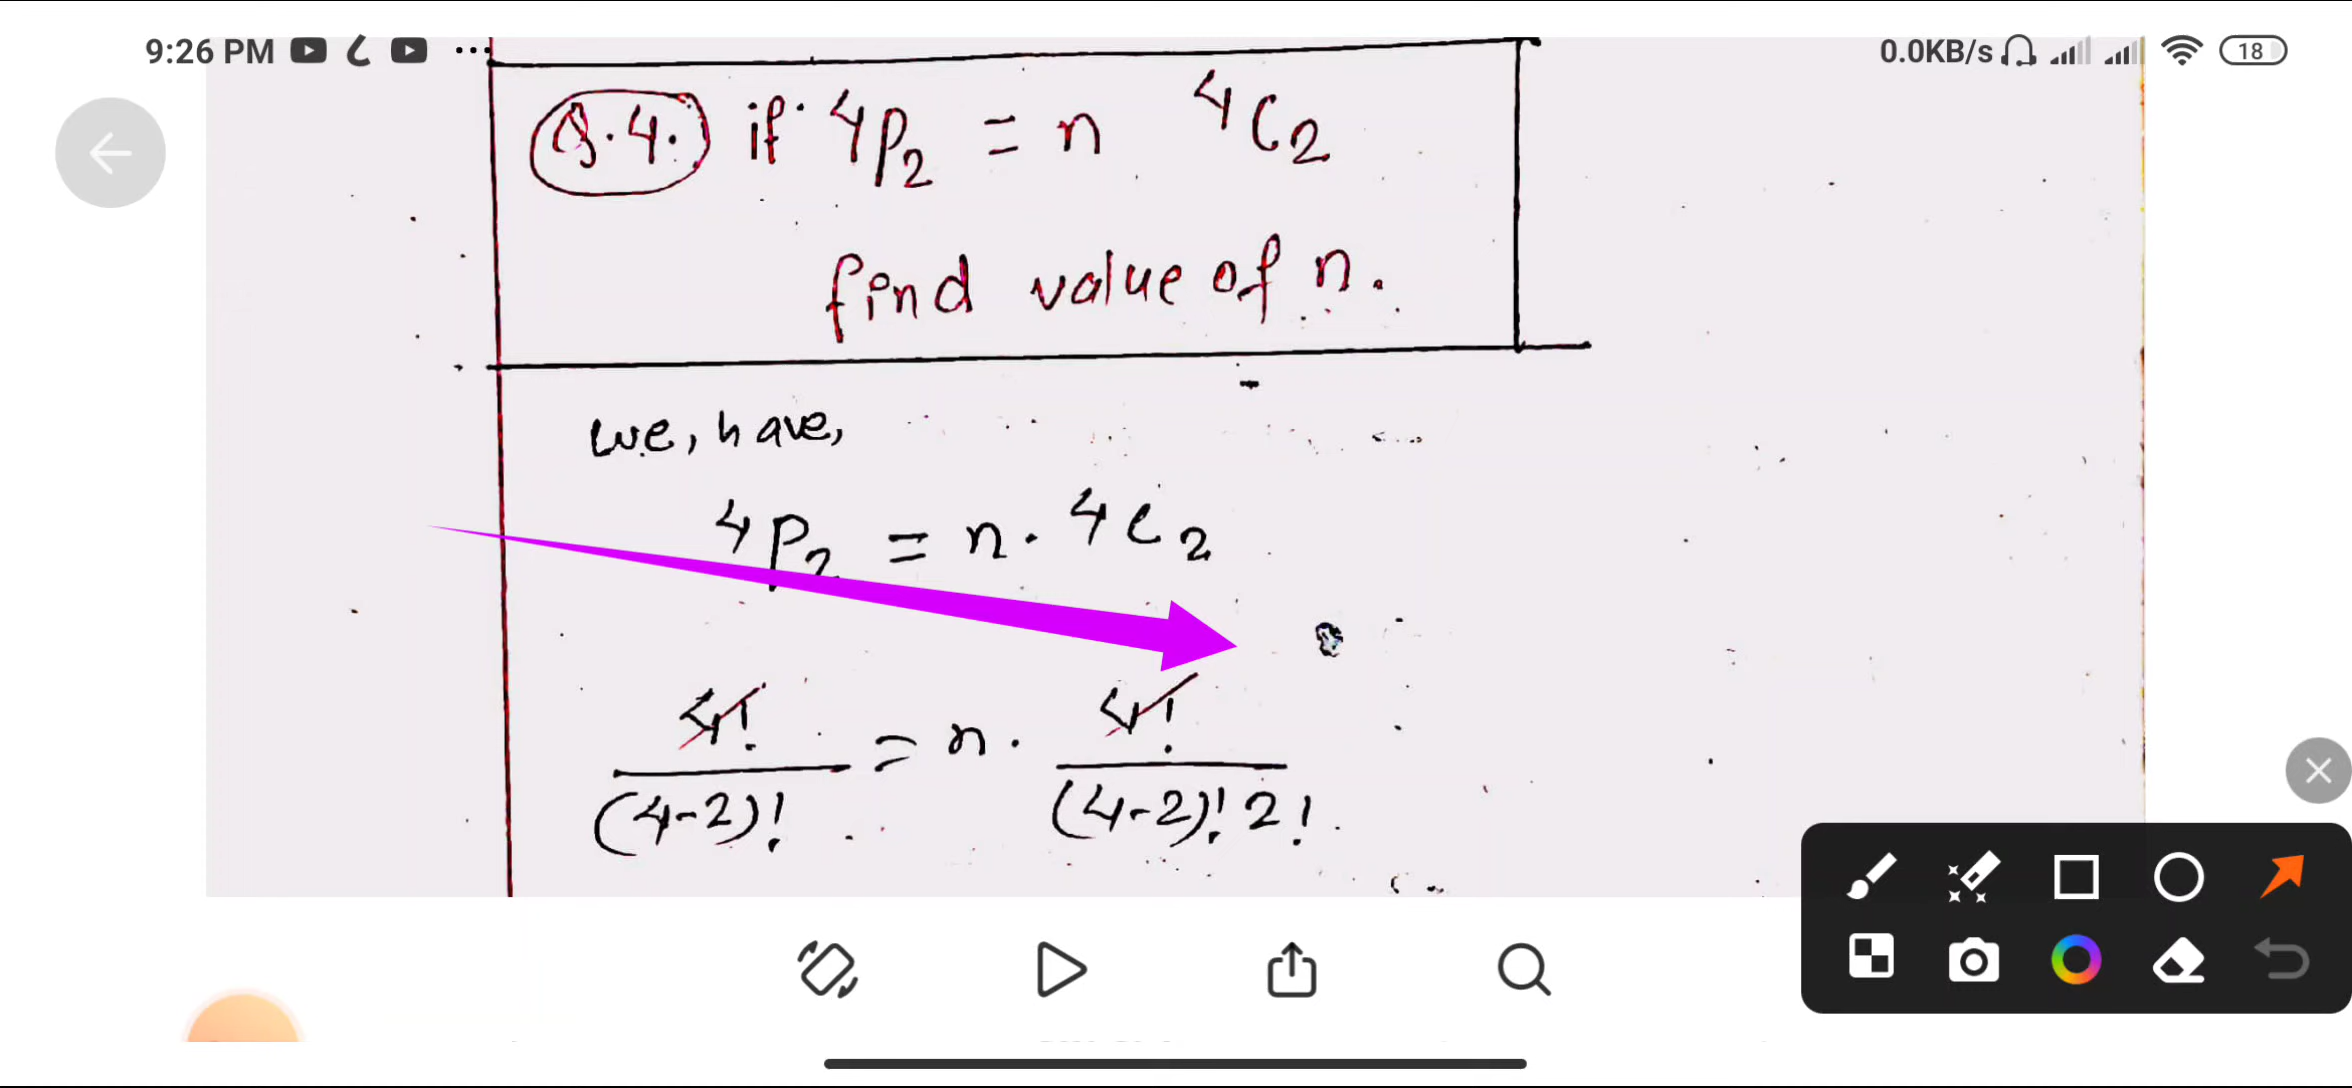 9:26 PM ... 0.0KB/s 18
Q.4. if 4P₂ = n ⁴C₂
find value of n.
we, have,
⁴P₂ = n. ⁴C₂
4!/(4-2)! = n. 4!/(4-2)! 2!